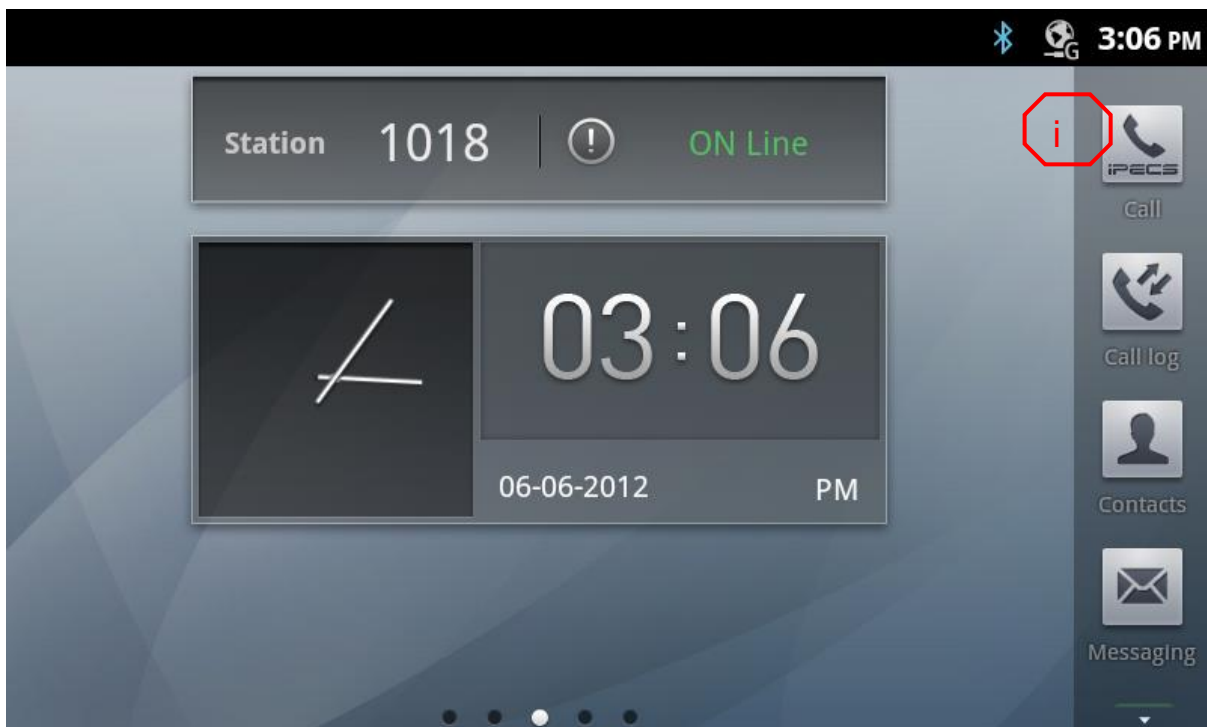 3:06 PM
Station 1018 ! ON Line
i
iPECS
Call
03:06
Call log
06-06-2012 PM
Contacts
Messaging